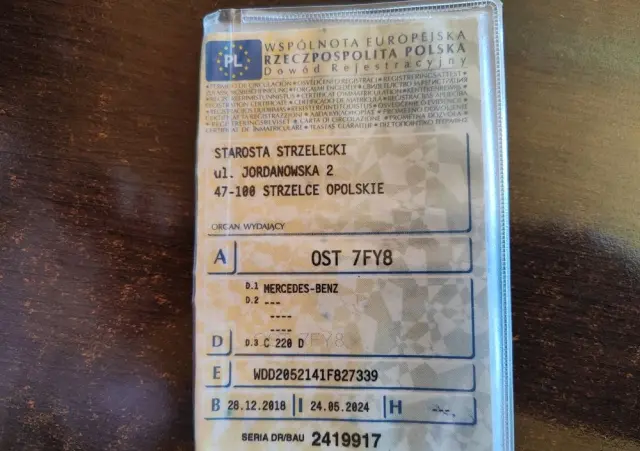 PL
WSPÓLNOTA EUROPEJSKA
RZECZPOSPOLITA POLSKA
Dowód Rejestracyjny
STAROSTA STRZELECKI
ul. JORDANOWSKA 2
47-100 STRZELCE OPOLSKIE
ORGAN WYDAJĄCY
A OST 7FY8
D.1 MERCEDES-BENZ
D.2 ---
----
----
D D.3 C 220 D
E WDD2052141F827339
B 28.12.2018 I 24.05.2024 H ---.
SERIA DR/BAU 2419917